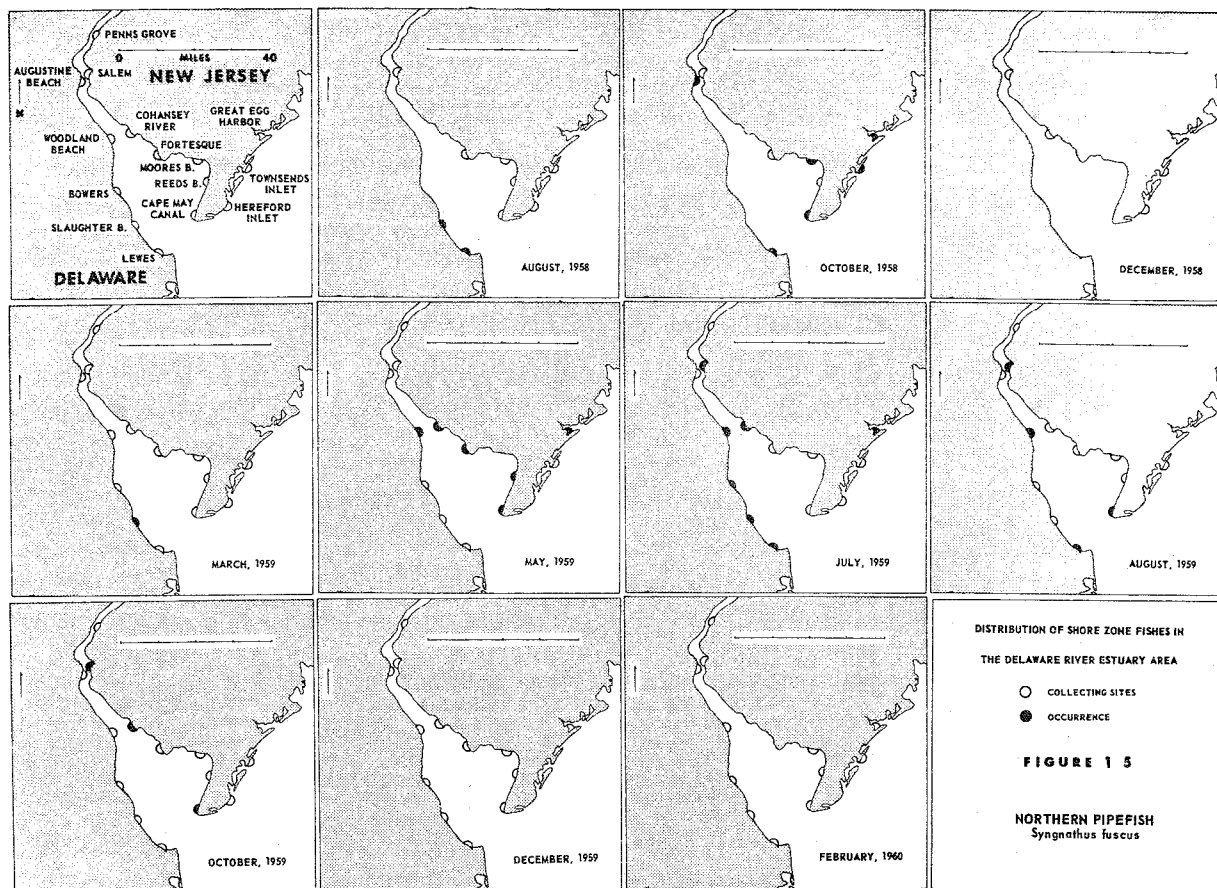 PENNS GROVE
0 MILES 40
AUGUSTINE
BEACH
SALEM
NEW JERSEY
COHANSEY
RIVER
GREAT EGG
HARBOR
WOODLAND
BEACH
FORTESQUE
MOORES B.
REEDS B.
TOWNSENDS
INLET
BOWERS
CAPE MAY
CANAL
HEREFORD
INLET
SLAUGHTER B.
LEWES
DELAWARE
AUGUST, 1958
OCTOBER, 1958
DECEMBER, 1958
MARCH, 1959
MAY, 1959
JULY, 1959
AUGUST, 1959
OCTOBER, 1959
DECEMBER, 1959
FEBRUARY, 1960
DISTRIBUTION OF SHORE ZONE FISHES IN
THE DELAWARE RIVER ESTUARY AREA
COLLECTING SITES
OCCURRENCE
FIGURE 1 5
NORTHERN PIPEFISH
Syngnathus fuscus